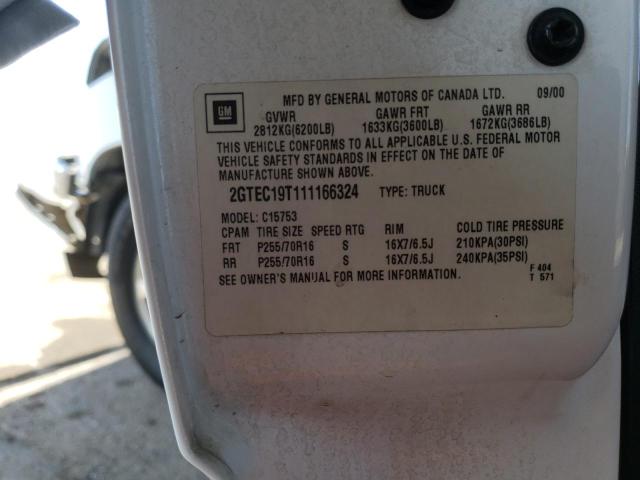 GM
MFD BY GENERAL MOTORS OF CANADA LTD. 09/00
GVWR GAWR FRT GAWR RR
2812KG(6200LB) 1633KG(3600LB) 1672KG(3686LB)
THIS VEHICLE CONFORMS TO ALL APPLICABLE U.S. FEDERAL MOTOR
VEHICLE SAFETY STANDARDS IN EFFECT ON THE DATE OF
MANUFACTURE SHOWN ABOVE.
2GTEC19T111166324 TYPE: TRUCK
MODEL: C15753
CPAM TIRE SIZE SPEED RTG RIM COLD TIRE PRESSURE
FRT P255/70R16 S 16X7/6.5J 210KPA(30PSI)
RR P255/70R16 S 16X7/6.5J 240KPA(35PSI)
SEE OWNER'S MANUAL FOR MORE INFORMATION. F 404
T 571